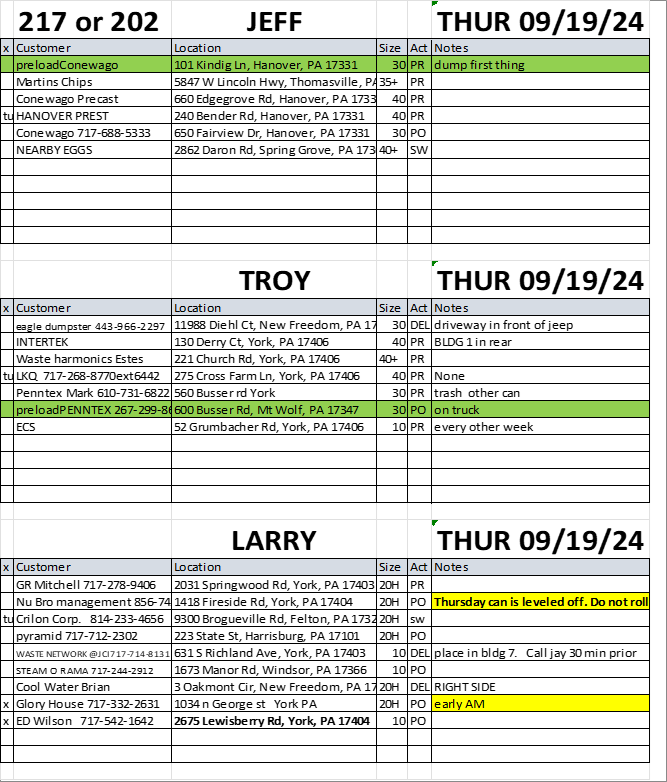 217 or 202 JEFF THUR 09/19/24
x Customer Location Size Act Notes
preloadConewago 101 Kindig Ln, Hanover, PA 17331 30 PR dump first thing
Martins Chips 5847 W Lincoln Hwy, Thomasville, PA 35+ PR
Conewago Precast 660 Edgegrove Rd, Hanover, PA 1733 40 PR
tu HANOVER PREST 240 Bender Rd, Hanover, PA 17331 40 PR
Conewago 717-688-5333 650 Fairview Dr, Hanover, PA 17331 30 PO
NEARBY EGGS 2862 Daron Rd, Spring Grove, PA 173 40+ SW
TROY THUR 09/19/24
x Customer Location Size Act Notes
eagle dumpster 443-966-2297 11988 Diehl Ct, New Freedom, PA 17 30 DEL driveway in front of jeep
INTERTEK 130 Derry Ct, York, PA 17406 40 PR BLDG 1 in rear
Waste harmonics Estes 221 Church Rd, York, PA 17406 40+ PR
tu LKQ 717-268-8770ext6442 275 Cross Farm Ln, York, PA 17406 40 PR None
Penntex Mark 610-731-6822 560 Busser rd York 30 PR trash other can
preloadPENNTEX 267-299-86 600 Busser Rd, Mt Wolf, PA 17347 30 PO on truck
ECS 52 Grumbacher Rd, York, PA 17406 10 PR every other week
LARRY THUR 09/19/24
x Customer Location Size Act Notes
GR Mitchell 717-278-9406 2031 Springwood Rd, York, PA 17403 20H PR
Nu Bro management 856-74 1418 Fireside Rd, York, PA 17404 20H PO Thursday can is leveled off. Do not roll
tu Crilon Corp. 814-233-4656 9300 Brogueville Rd, Felton, PA 1732 20H sw
pyramid 717-712-2302 223 State St, Harrisburg, PA 17101 20H PO
WASTE NETWORK @JCI 717-714-8131 631 S Richland Ave, York, PA 17403 10 DEL place in bldg 7. Call jay 30 min prior
STEAM O RAMA 717-244-2912 1673 Manor Rd, Windsor, PA 17366 10 PO
Cool Water Brian 3 Oakmont Cir, New Freedom, PA 17 20H DEL RIGHT SIDE
x Glory House 717-332-2631 1034 n George st York PA 20H PO early AM
x ED Wilson 717-542-1642 2675 Lewisberry Rd, York, PA 17404 10 PO